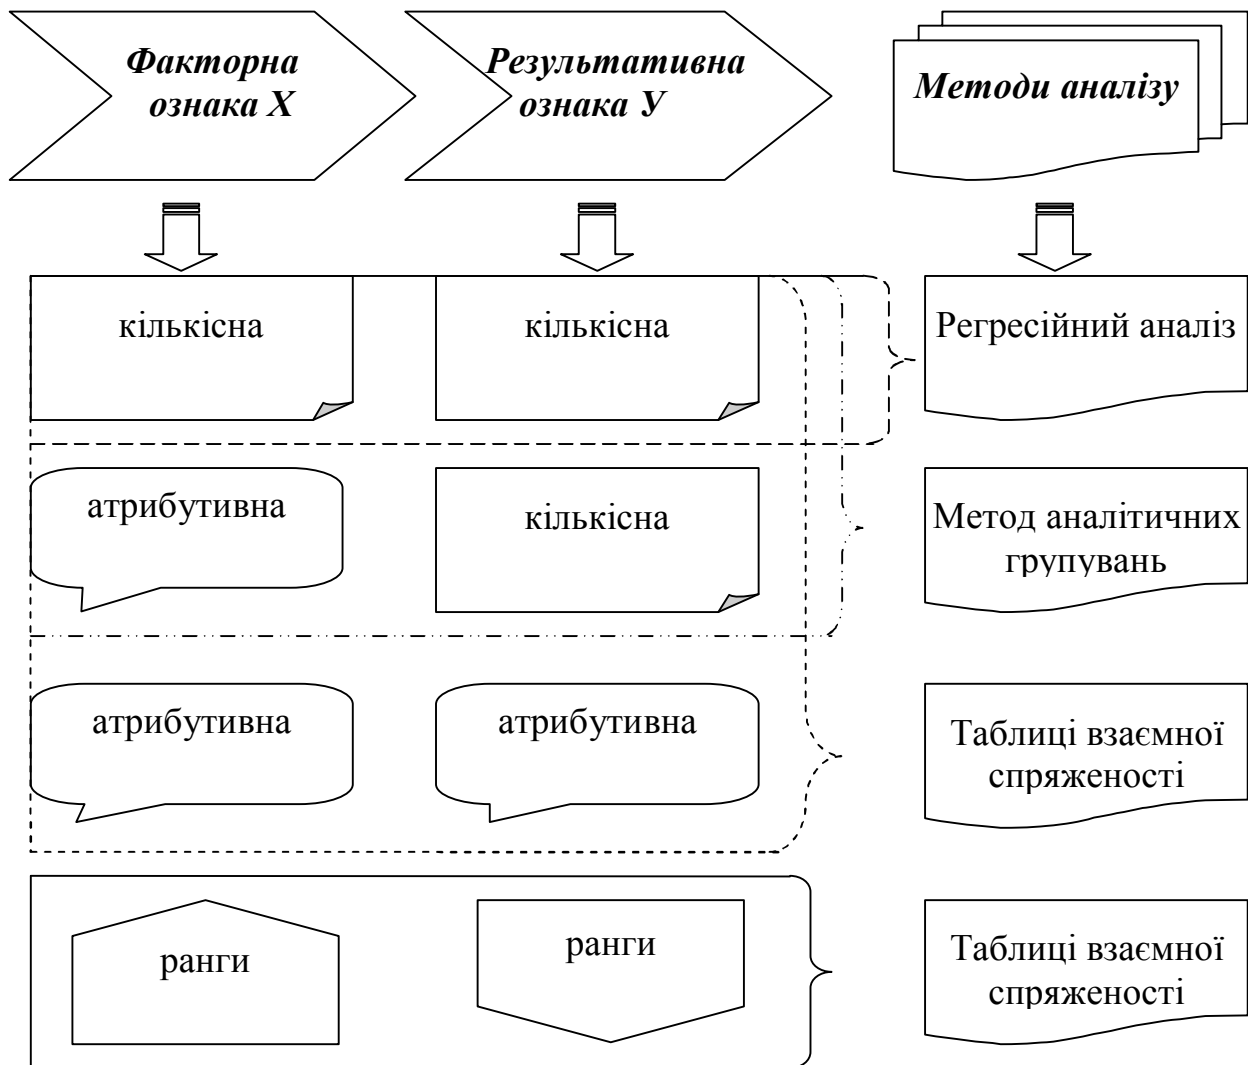 Факторна
ознака Х
Результативна
ознака У
Методи аналізу
кількісна
кількісна
Регресійний аналіз
атрибутивна
кількісна
Метод аналітичних
групувань
атрибутивна
атрибутивна
Таблиці взаємної
спряженості
ранги
ранги
Таблиці взаємної
спряженості